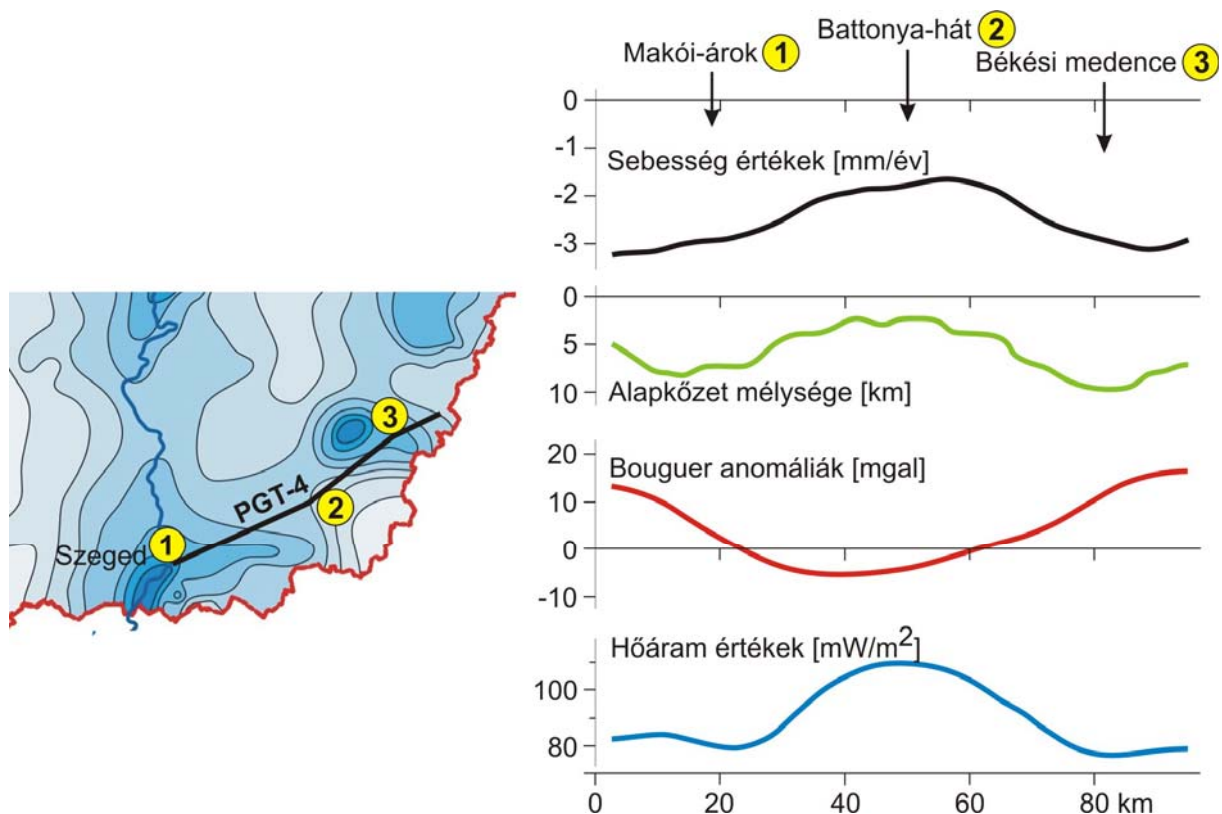 Makói-árok 1
Battonya-hát 2
Békési medence 3
0
-1
-2
-3
Sebesség értékek [mm/év]
0
5
10
Alapkőzet mélysége [km]
20
10
0
-10
Bouguer anomáliák [mgal]
Hőáram értékek [mW/m²]
100
80
0 20 40 60 80 km
3
PGT-4
2
Szeged 1